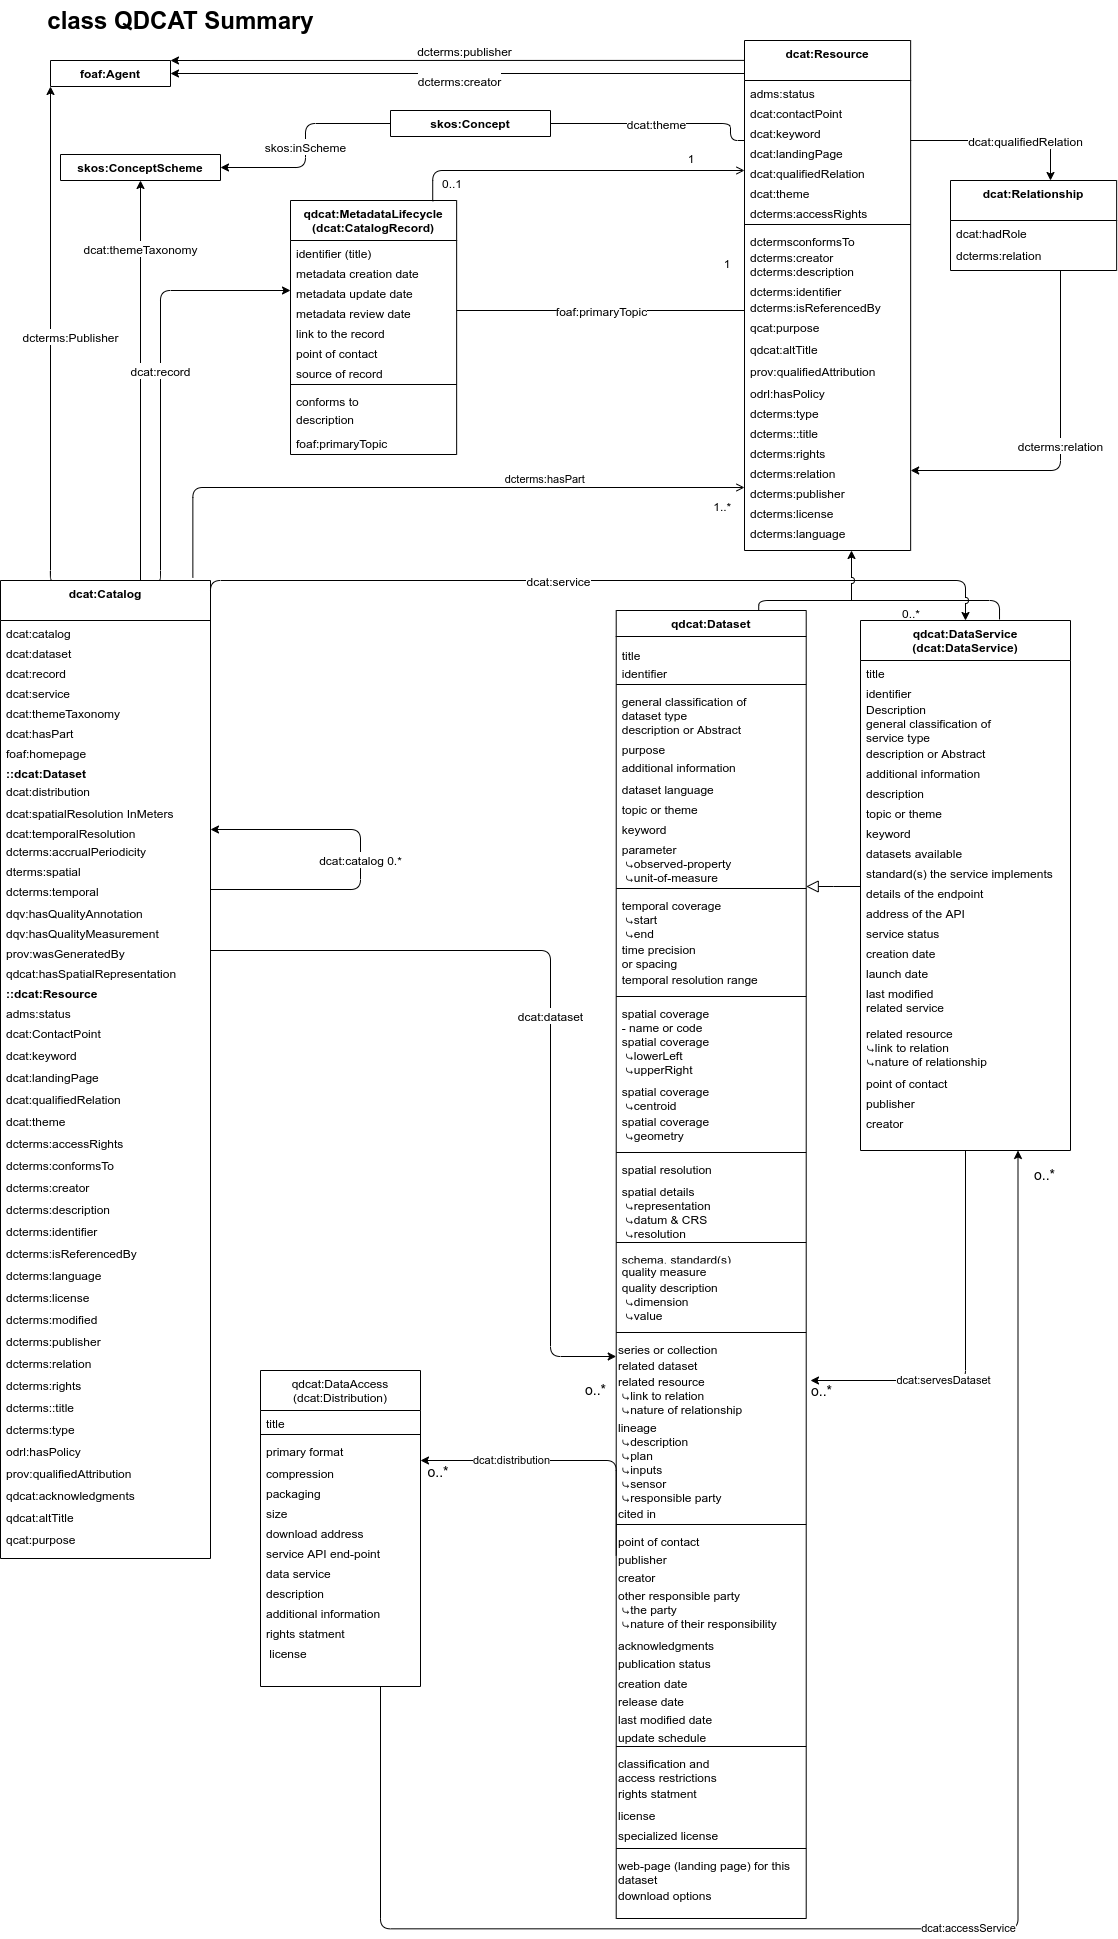 class QDCAT Summary
dcterms:publisher
dcterms:creator
foaf:Agent
skos:Concept
dcat:theme
skos:inScheme
skos:ConceptScheme
dcat:themeTaxonomy
dcterms:Publisher
dcat:record
0..1
1
qdcat:MetadataLifecycle
(dcat:CatalogRecord)
identifier (title)
metadata creation date
metadata update date
metadata review date
link to the record
point of contact
source of record
conforms to
description
foaf:primaryTopic
foaf:primaryTopic
1
dcat:Resource
adms:status
dcat:contactPoint
dcat:keyword
dcat:landingPage
dcat:qualifiedRelation
dcat:theme
dcterms:accessRights
dctermsconformsTo
dcterms:creator
dcterms:description
dcterms:identifier
dcterms:isReferencedBy
qcat:purpose
qdcat:altTitle
prov:qualifiedAttribution
odrl:hasPolicy
dcterms:type
dcterms::title
dcterms:rights
dcterms:relation
dcterms:publisher
dcterms:license
dcterms:language
dcat:qualifiedRelation
dcat:Relationship
dcat:hadRole
dcterms:relation
dcterms:relation
dcterms:hasPart
1..*
dcat:service
0..*
dcat:Catalog
dcat:catalog
dcat:dataset
dcat:record
dcat:service
dcat:themeTaxonomy
dcat:hasPart
foaf:homepage
::dcat:Dataset
dcat:distribution
dcat:spatialResolution InMeters
dcat:temporalResolution
dcterms:accrualPeriodicity
dterms:spatial
dcterms:temporal
dqv:hasQualityAnnotation
dqv:hasQualityMeasurement
prov:wasGeneratedBy
qdcat:hasSpatialRepresentation
::dcat:Resource
adms:status
dcat:ContactPoint
dcat:keyword
dcat:landingPage
dcat:qualifiedRelation
dcat:theme
dcterms:accessRights
dcterms:conformsTo
dcterms:creator
dcterms:description
dcterms:identifier
dcterms:isReferencedBy
dcterms:language
dcterms:license
dcterms:modified
dcterms:publisher
dcterms:relation
dcterms:rights
dcterms::title
dcterms:type
odrl:hasPolicy
prov:qualifiedAttribution
qdcat:acknowledgments
qdcat:altTitle
qcat:purpose
dcat:catalog 0.*
dcat:dataset
o..*
qdcat:DataAccess
(dcat:Distribution)
title
primary format
compression
packaging
size
download address
service API end-point
data service
description
additional information
rights statment
license
dcat:distribution
o..*
qdcat:Dataset
title
identifier
general classification of
dataset type
description or Abstract
purpose
additional information
dataset language
topic or theme
keyword
parameter
⤷observed-property
⤷unit-of-measure
temporal coverage
⤷start
⤷end
time precision
or spacing
temporal resolution range
spatial coverage
- name or code
spatial coverage
⤷lowerLeft
⤷upperRight
spatial coverage
⤷centroid
spatial coverage
⤷geometry
spatial resolution
spatial details
⤷representation
⤷datum & CRS
⤷resolution
schema, standard(s)
quality measure
quality description
⤷dimension
⤷value
series or collection
related dataset
related resource
⤷link to relation
⤷nature of relationship
lineage
⤷description
⤷plan
⤷inputs
⤷sensor
⤷responsible party
cited in
point of contact
publisher
creator
other responsible party
⤷the party
⤷nature of their responsibility
acknowledgments
publication status
creation date
release date
last modified date
update schedule
classification and
access restrictions
rights statment
license
specialized license
web-page (landing page) for this
dataset
download options
qdcat:DataService
(dcat:DataService)
title
identifier
Description
general classification of
service type
description or Abstract
additional information
description
topic or theme
keyword
datasets available
standard(s) the service implements
details of the endpoint
address of the API
service status
creation date
launch date
last modified
related service
related resource
⤷link to relation
⤷nature of relationship
point of contact
publisher
creator
o..*
dcat:servesDataset
o..*
dcat:accessService